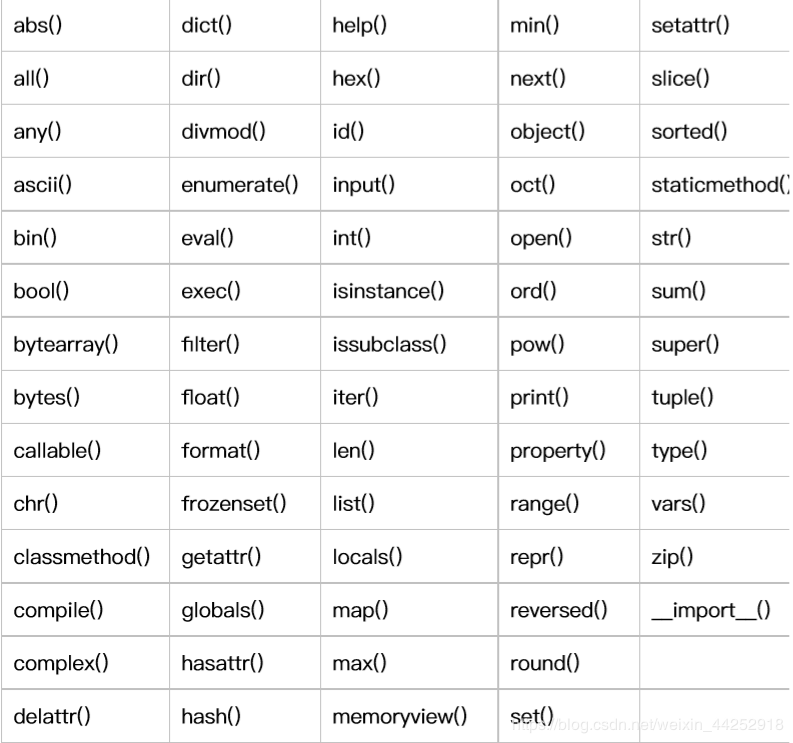 abs() dict() help() min() setattr()
all() dir() hex() next() slice()
any() divmod() id() object() sorted()
ascii() enumerate() input() oct() staticmethod()
bin() eval() int() open() str()
bool() exec() isinstance() ord() sum()
bytearray() filter() issubclass() pow() super()
bytes() float() iter() print() tuple()
callable() format() len() property() type()
chr() frozenset() list() range() vars()
classmethod() getattr() locals() repr() zip()
compile() globals() map() reversed() __import__()
complex() hasattr() max() round()
delattr() hash() memoryview() set()
https://blog.csdn.net/weixin_44252918